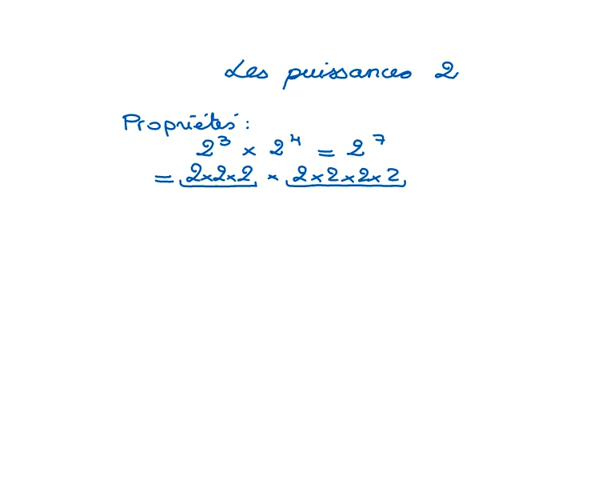 Les puissances 2
Propriétés :
2³ × 2⁴ = 2⁷
= 2×2×2 × 2×2×2×2